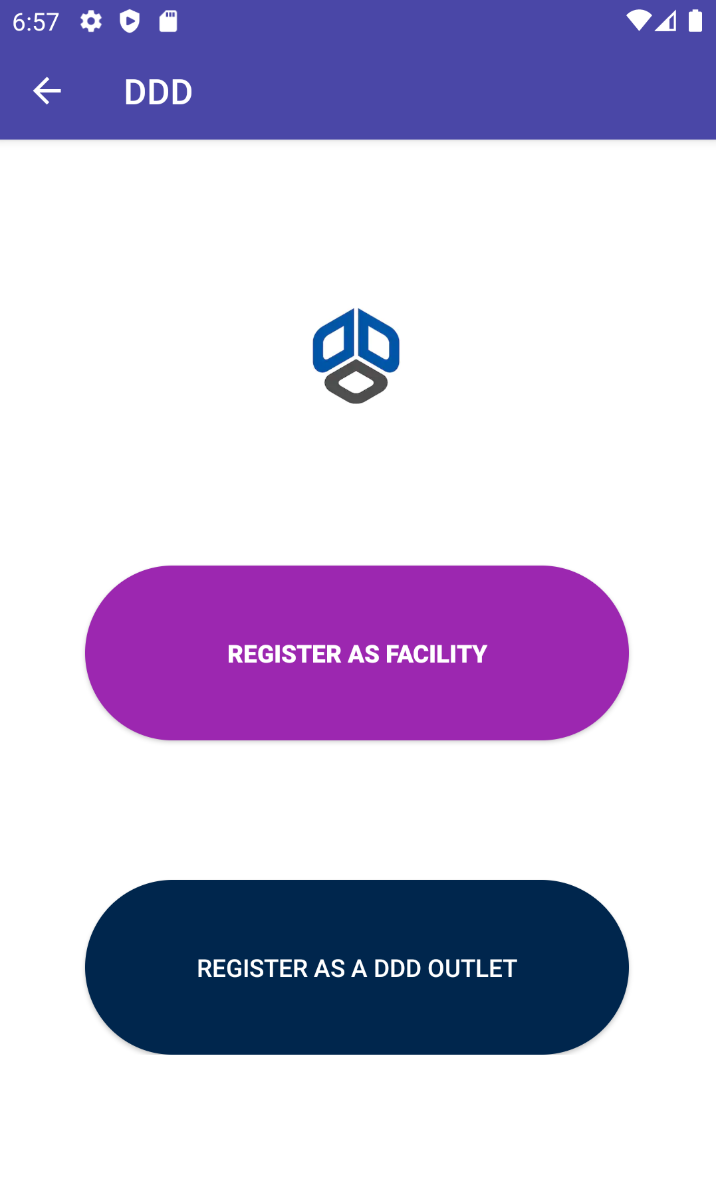 6:57
DDD
REGISTER AS FACILITY
REGISTER AS A DDD OUTLET